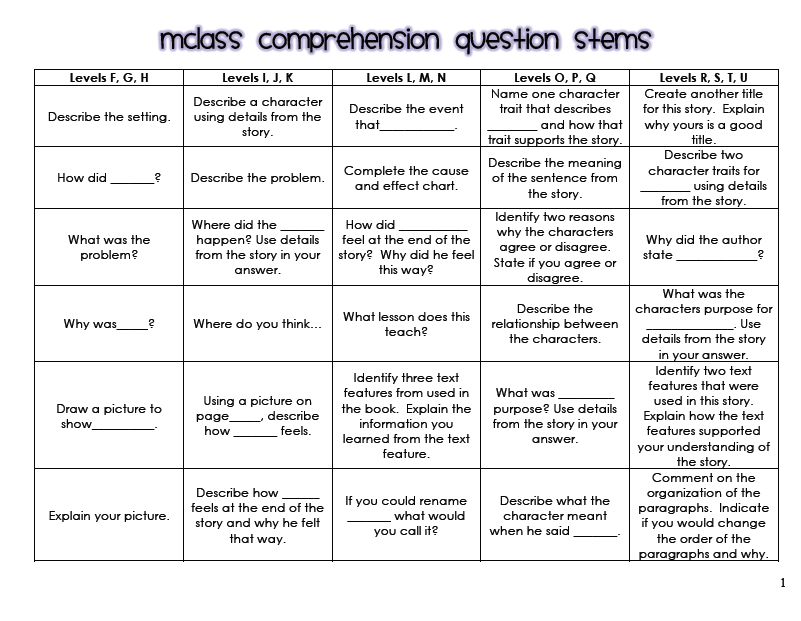 mclass comprehension question stems
Levels F, G, H
Levels I, J, K
Levels L, M, N
Levels O, P, Q
Levels R, S, T, U
Describe the setting.
Describe a character
using details from the
story.
Describe the event
that____________.
Name one character
trait that describes
________ and how that
trait supports the story.
Create another title
for this story.  Explain
why yours is a good
title.
How did _______?
Describe the problem.
Complete the cause
and effect chart.
Describe the meaning
of the sentence from
the story.
Describe two
character traits for
________ using details
from the story.
What was the
problem?
Where did the _______
happen? Use details
from the story in your
answer.
How did ___________
feel at the end of the
story?  Why did he feel
this way?
Identify two reasons
why the characters
agree or disagree.
State if you agree or
disagree.
Why did the author
state _____________?
Why was_____?
Where do you think…
What lesson does this
teach?
Describe the
relationship between
the characters.
What was the
characters purpose for
______________. Use
details from the story
in your answer.
Draw a picture to
show__________.
Using a picture on
page_____, describe
how _______ feels.
Identify three text
features from used in
the book.  Explain the
information you
learned from the text
feature.
What was _________
purpose? Use details
from the story in your
answer.
Identify two text
features that were
used in this story.
Explain how the text
features supported
your understanding of
the story.
Explain your picture.
Describe how ______
feels at the end of the
story and why he felt
that way.
If you could rename
_______ what would
you call it?
Describe what the
character meant
when he said _______.
Comment on the
organization of the
paragraphs.  Indicate
if you would change
the order of the
paragraphs and why.
1